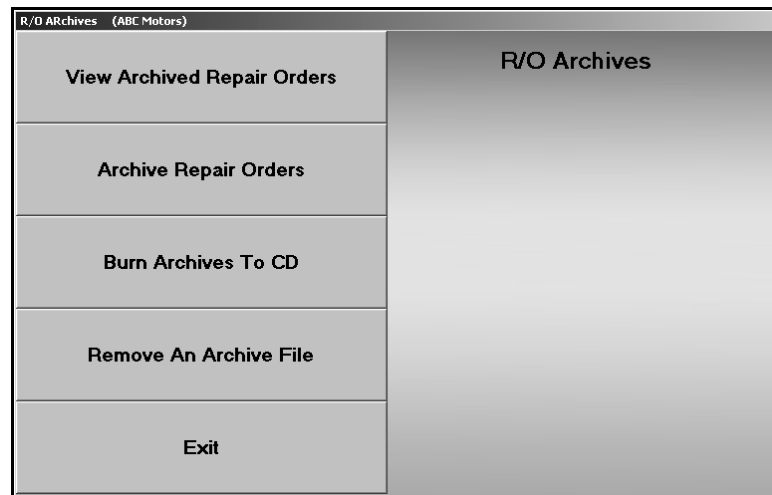 R/O ARchives (ABC Motors)
View Archived Repair Orders
R/O Archives
Archive Repair Orders
Burn Archives To CD
Remove An Archive File
Exit